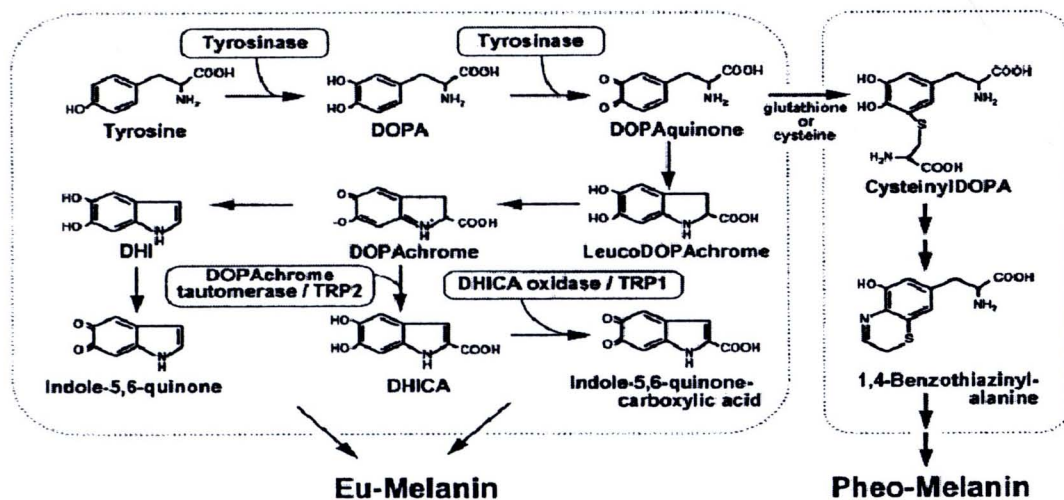 Tyrosinase
Tyrosinase
HO
COOH
NH₂
Tyrosine
HO
HO
COOH
NH₂
DOPA
O
O
COOH
NH₂
DOPAquinone
glutathione
or
cysteine
HO
HO
COOH
NH₂
S
H₂N
COOH
CysteinylDOPA
HO
HO
N
H
DHI
O
-O
N+
H
COOH
DOPAchrome
HO
HO
N
H
COOH
LeucoDOPAchrome
DOPAchrome
tautomerase / TRP2
DHICA oxidase / TRP1
O
O
N
H
Indole-5,6-quinone
HO
HO
N
H
COOH
DHICA
O
O
N
H
COOH
Indole-5,6-quinone-
carboxylic acid
HO
COOH
NH₂
N
S
1,4-Benzothiazinyl-
alanine
Eu-Melanin
Pheo-Melanin